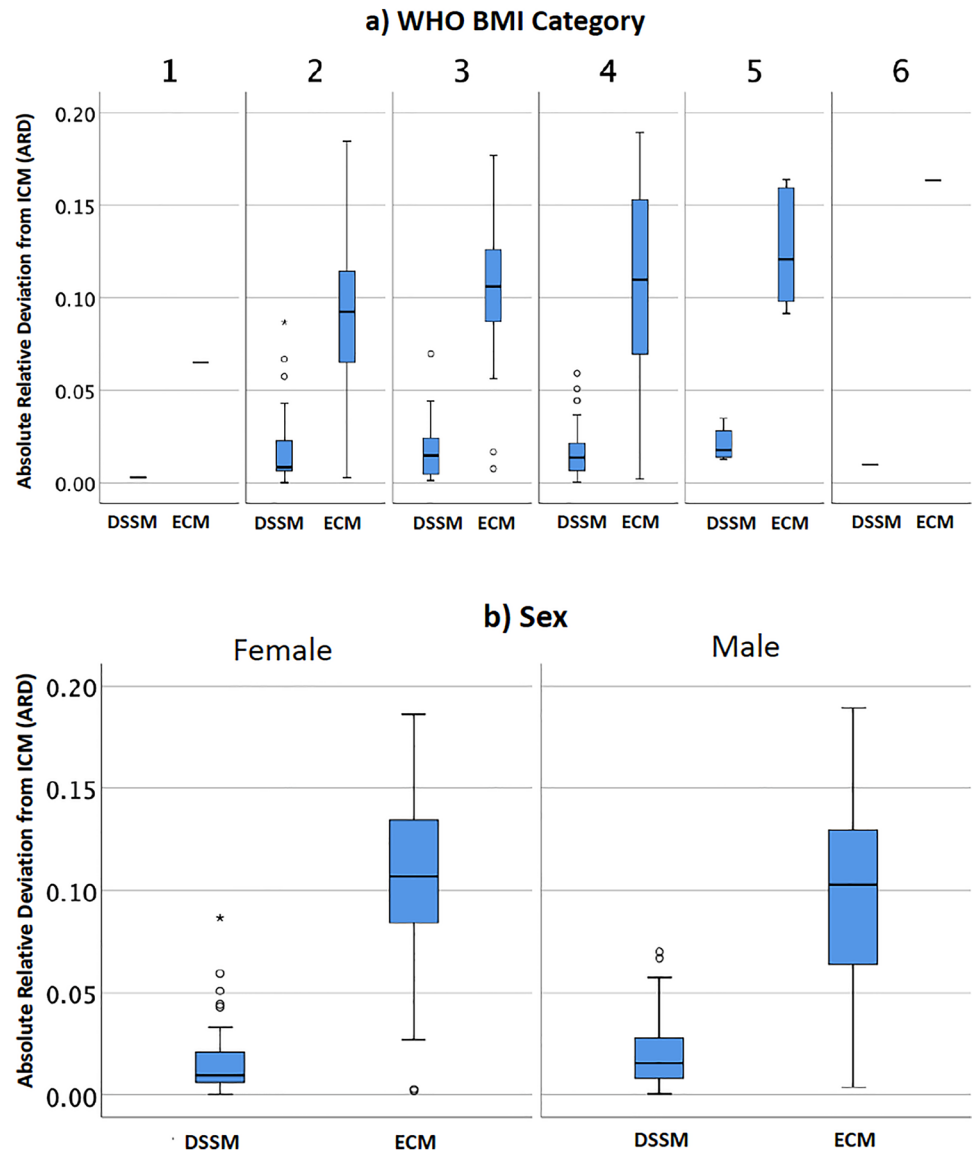 a) WHO BMI Category
1 2 3 4 5 6
Absolute Relative Deviation from ICM (ARD)
0.20
0.15
0.10
0.05
0.00
DSSM ECM DSSM ECM DSSM ECM DSSM ECM DSSM ECM DSSM ECM
b) Sex
Female Male
Absolute Relative Deviation from ICM (ARD)
0.20
0.15
0.10
0.05
0.00
DSSM ECM DSSM ECM